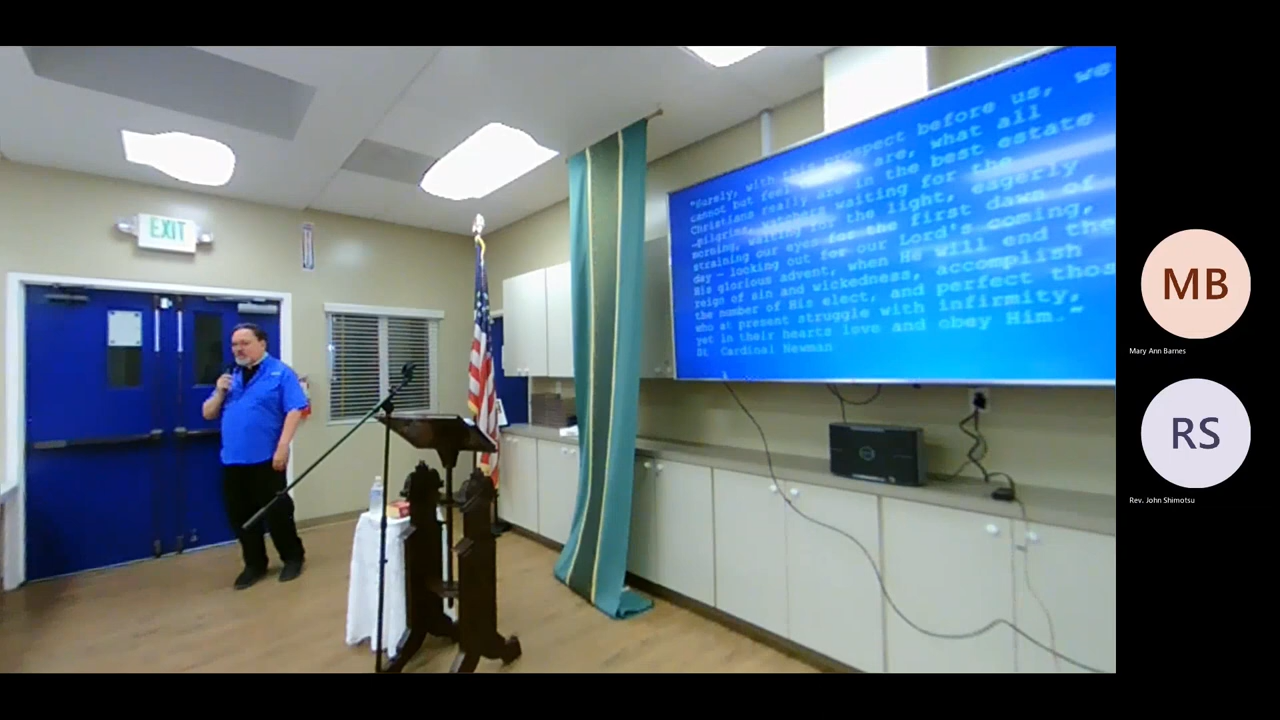 EXIT
"Surely, with this prospect before us, we
cannot but feel are, what all
Christians really are in the best estate
—pilgrims, watchers waiting for the
morning, waiting for the light, eagerly
straining our eyes for the first dawn of
day — looking out for our Lord's coming,
His glorious advent, when He will end the
reign of sin and wickedness, accomplish
the number of His elect, and perfect thos
who at present struggle with infirmity,
yet in their hearts love and obey Him."
St Cardinal Newman
DELL
MB
Mary Ann Barnes
RS
Rev. John Shimotsu